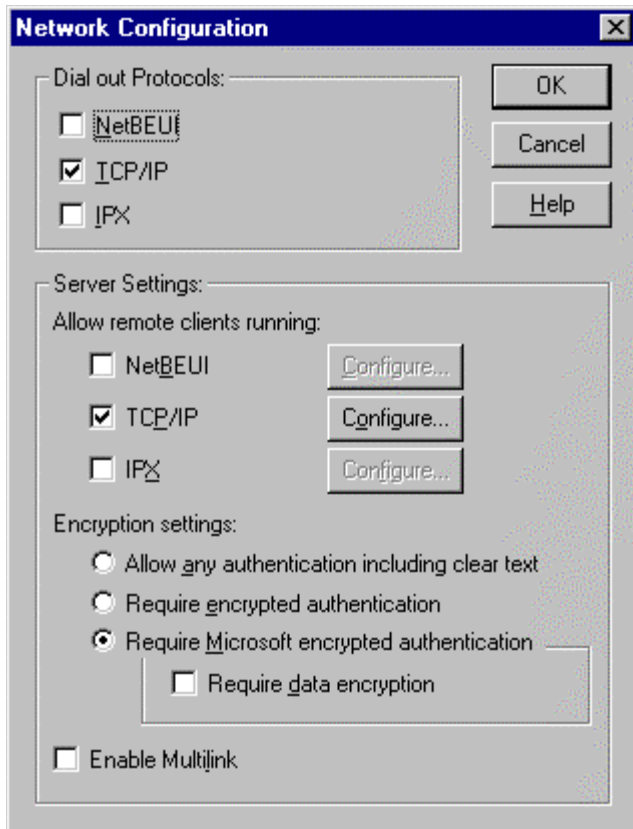 Network Configuration
Dial out Protocols:
OK
NetBEUI
Cancel
TCP/IP
Help
IPX
Server Settings:
Allow remote clients running:
NetBEUI Configure...
TCP/IP Configure...
IPX Configure...
Encryption settings:
Allow any authentication including clear text
Require encrypted authentication
Require Microsoft encrypted authentication
Require data encryption
Enable Multilink